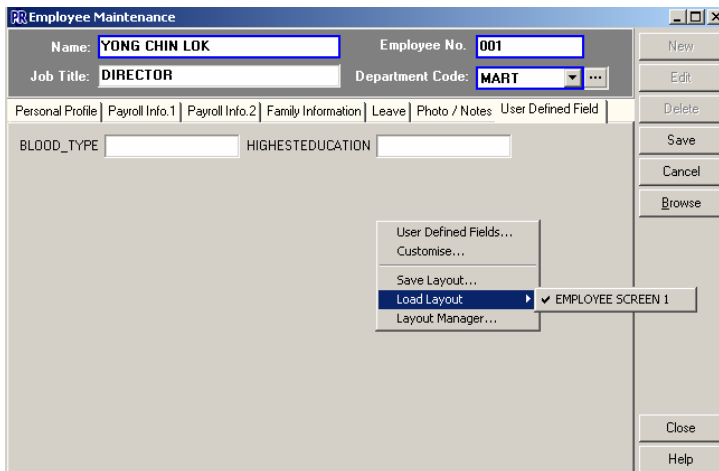 PR Employee Maintenance
Name: YONG CHIN LOK Employee No. 001 New
Job Title: DIRECTOR Department Code: MART ... Edit
Personal Profile Payroll Info.1 Payroll Info.2 Family Information Leave Photo / Notes User Defined Field Delete
BLOOD_TYPE HIGHESTEDUCATION Save
Cancel
Browse
User Defined Fields...
Customise...
Save Layout...
Load Layout ✔ EMPLOYEE SCREEN 1
Layout Manager...
Close
Help